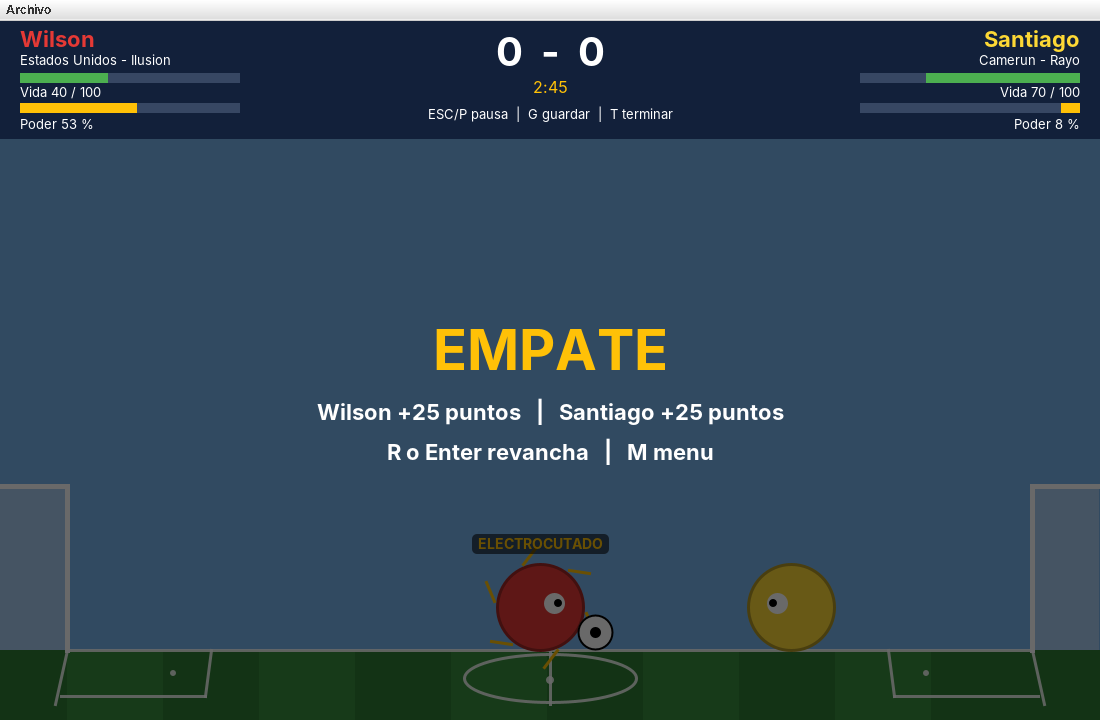 Archivo
Wilson
Estados Unidos - Ilusion
Vida 40 / 100
Poder 53 %
0 - 0
2:45
ESC/P pausa | G guardar | T terminar
Santiago
Camerun - Rayo
Vida 70 / 100
Poder 8 %
EMPATE
Wilson +25 puntos | Santiago +25 puntos
R o Enter revancha | M menu
ELECTROCUTADO